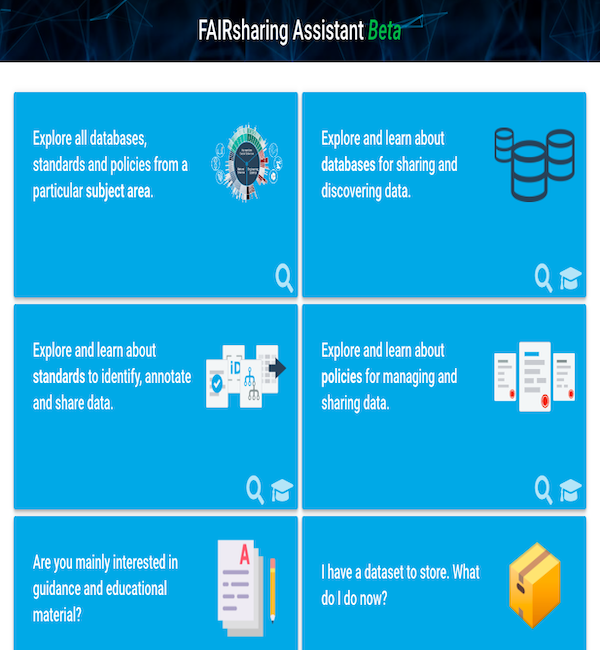 FAIRsharing Assistant Beta
Explore all databases,
standards and policies from a
particular subject area.
Explore and learn about
databases for sharing and
discovering data.
Explore and learn about
standards to identify, annotate
and share data.
ID
Explore and learn about
policies for managing and
sharing data.
Are you mainly interested in
guidance and educational
material?
A
I have a dataset to store. What
do I do now?